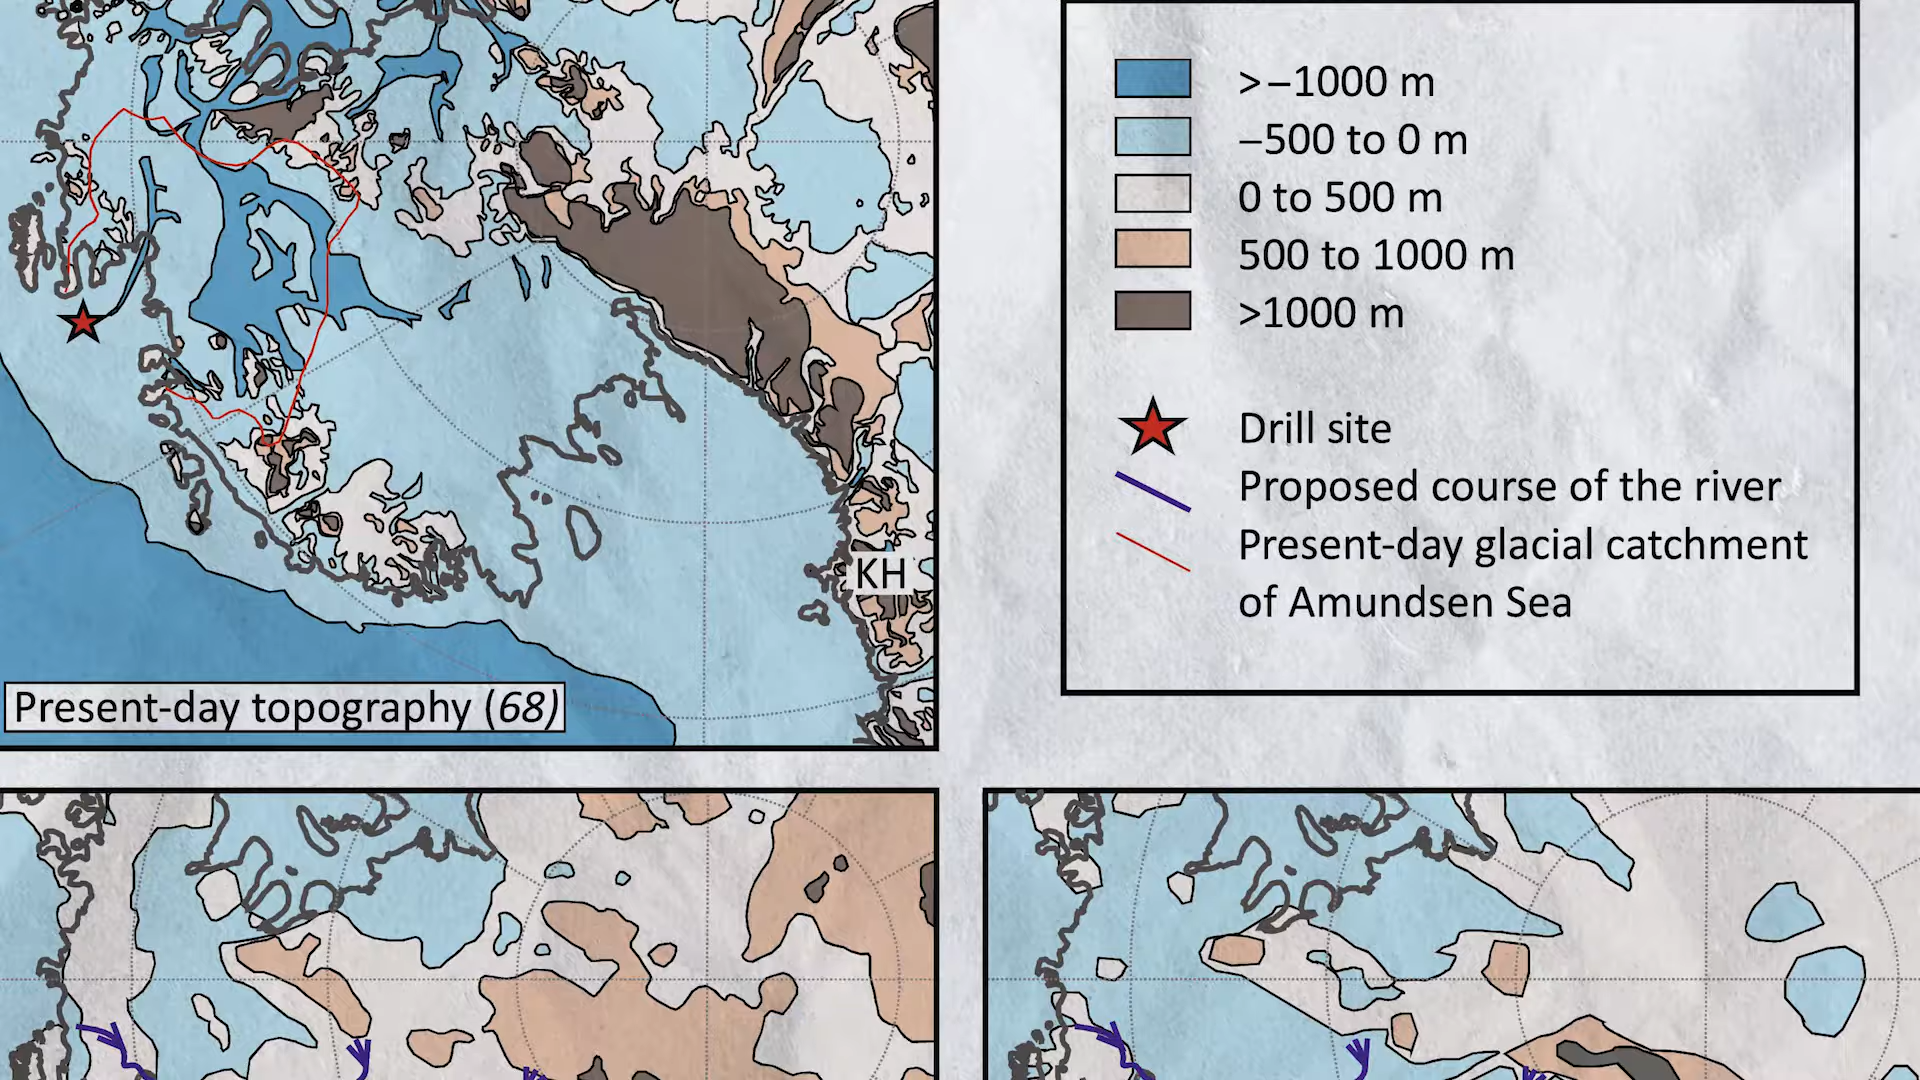 KH
Present-day topography (68)
>−1000 m
−500 to 0 m
0 to 500 m
500 to 1000 m
>1000 m
Drill site
Proposed course of the river
Present-day glacial catchment
of Amundsen Sea